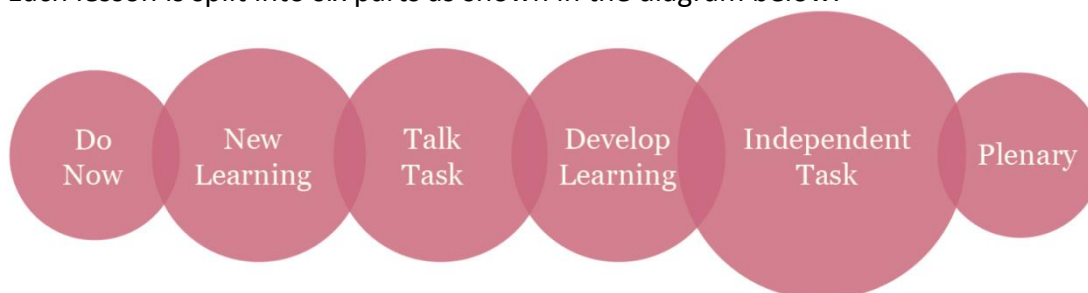 Each lesson is split into six parts as shown in the diagram below:
Do
Now
New
Learning
Talk
Task
Develop
Learning
Independent
Task
Plenary